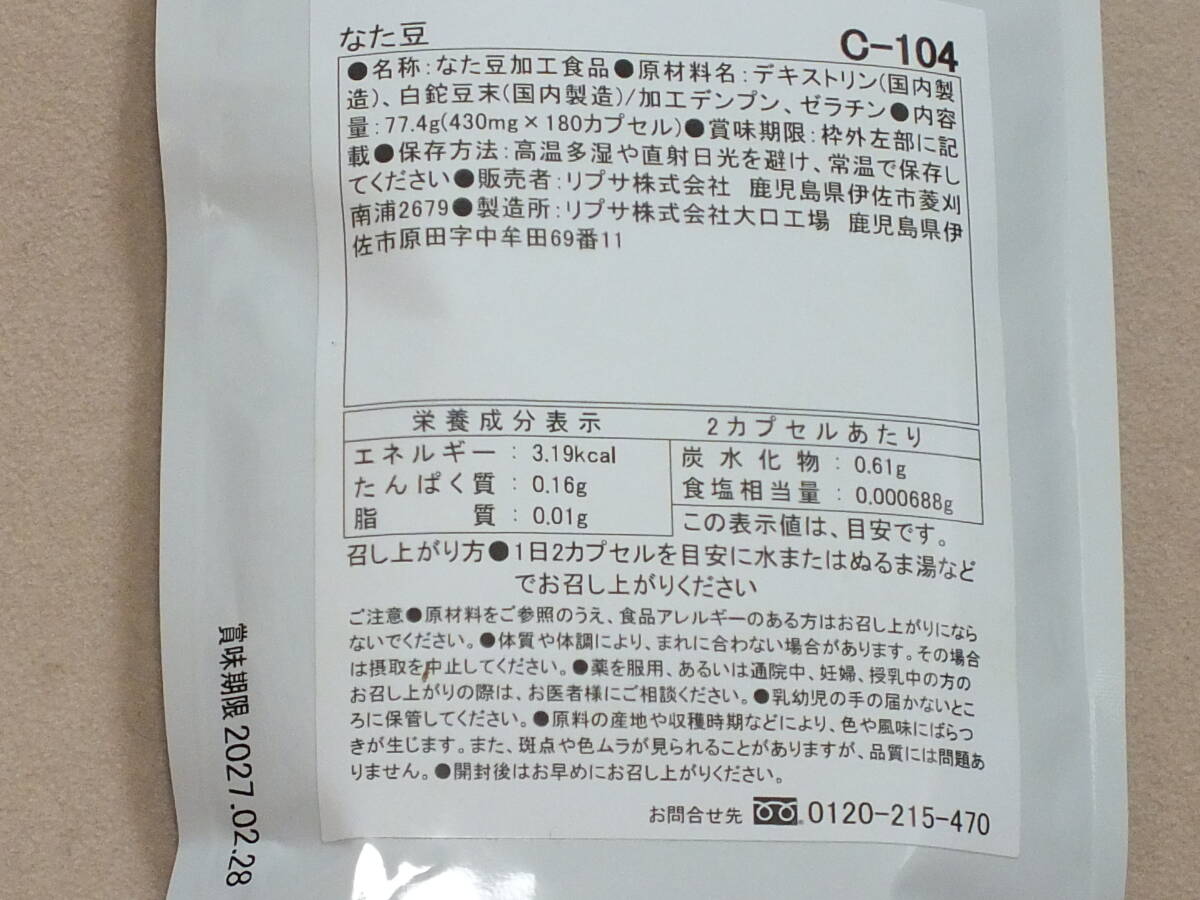 なた豆
C-104
●名称:なた豆加工食品●原材料名:デキストリン(国内製
造)、白鉈豆末(国内製造)/加工デンプン、ゼラチン●内容
量:77.4g(430mg×180カプセル)●賞味期限:枠外左部に記
載●保存方法:高温多湿や直射日光を避け、常温で保存し
てください●販売者:リプサ株式会社 鹿児島県伊佐市菱刈
南浦2679●製造所:リプサ株式会社大口工場 鹿児島県伊
佐市原田字中牟田69番11
栄養成分表示 2カプセルあたり
エネルギー : 3.19kcal 炭水化物 : 0.61g
たんぱく質 : 0.16g 食塩相当量 : 0.000688g
脂質 : 0.01g この表示値は、目安です。
召し上がり方●1日2カプセルを目安に水またはぬるま湯など
でお召し上がりください
ご注意●原材料をご参照のうえ、食品アレルギーのある方はお召し上がりになら
ないでください。●体質や体調により、まれに合わない場合があります。その場合
は摂取を中止してください。●薬を服用、あるいは通院中、妊婦、授乳中の方の
お召し上がりの際は、お医者様にご相談ください。●乳幼児の手の届かないとこ
ろに保管してください。●原料の産地や収穫時期などにより、色や風味にばらつ
きが生じます。また、斑点や色ムラが見られることがありますが、品質には問題あ
りません。●開封後はお早めにお召し上がりください。
お問合せ先 0120-215-470
賞味期限 2027.02.28